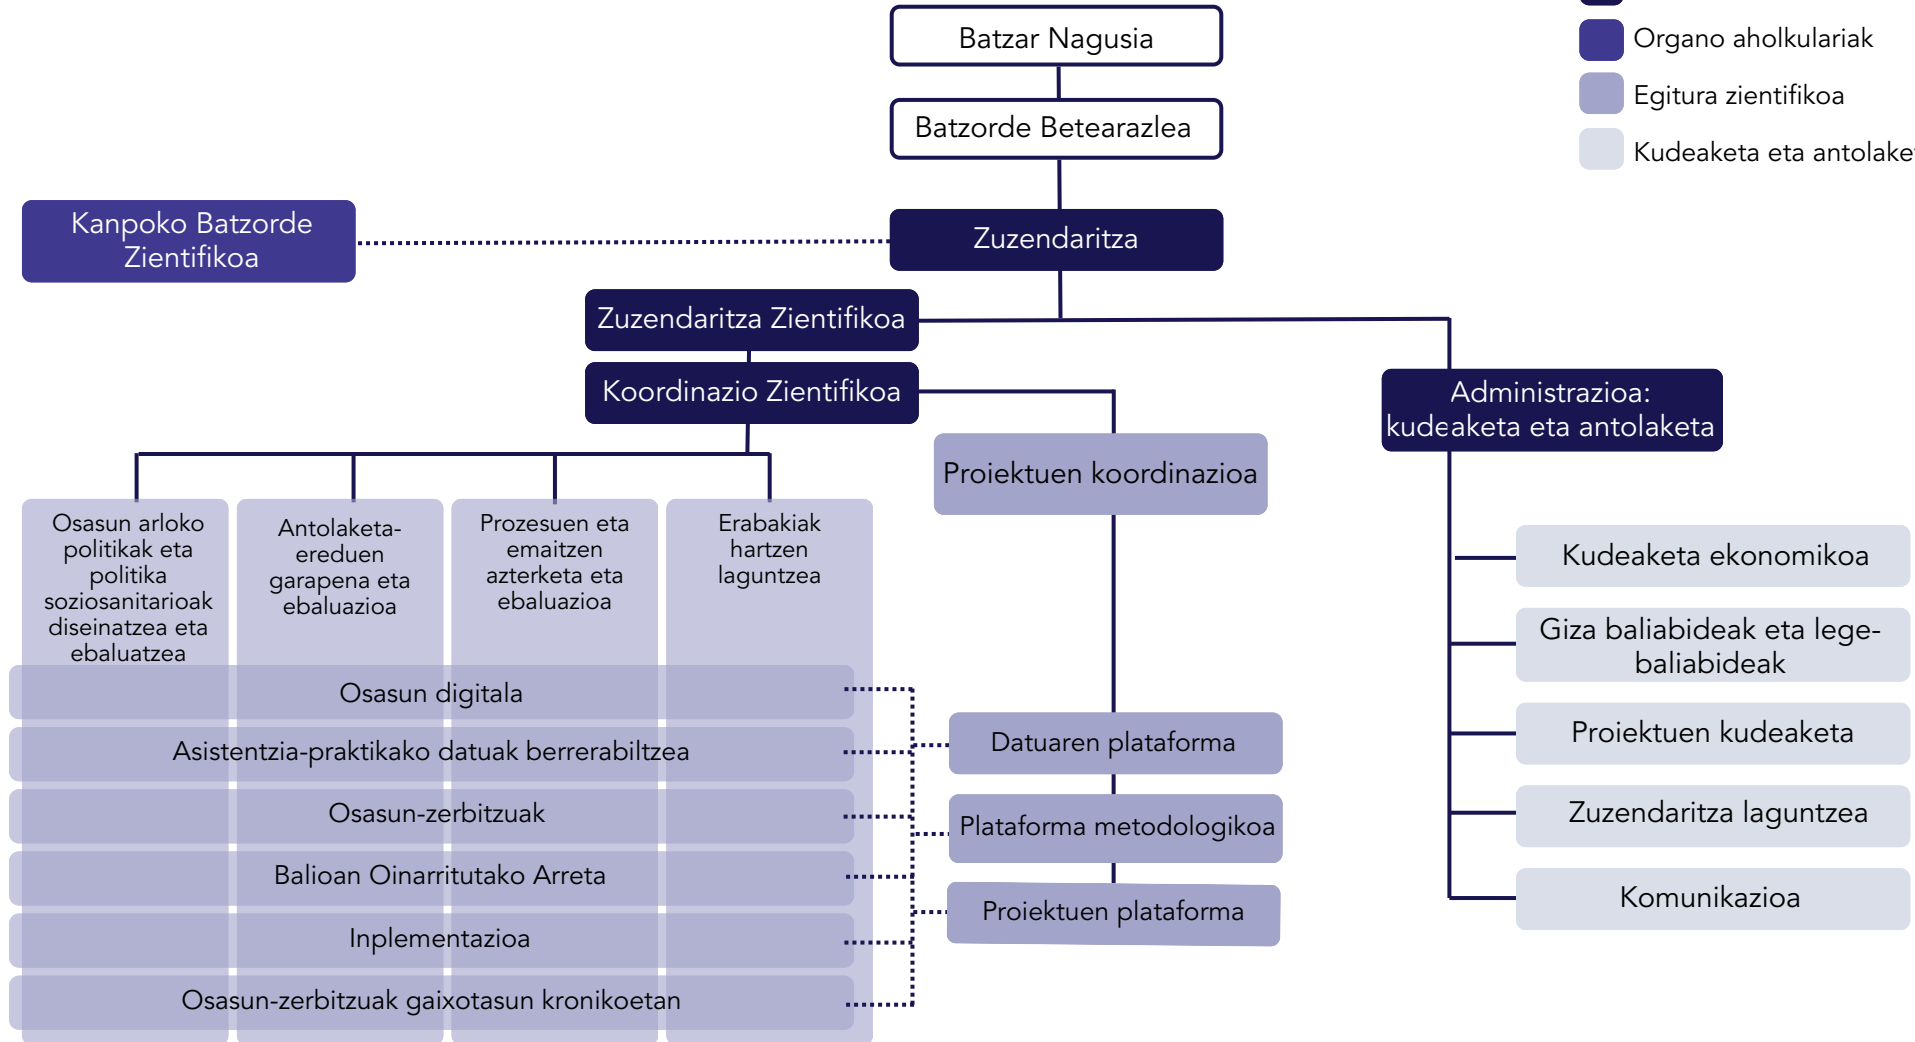 Batzar Nagusia
Batzorde Betearazlea
Organo aholkulariak
Egitura zientifikoa
Kudeaketa eta
Kanpoko Batzorde
Zientifikoa
Zuzendaritza
Zuzendaritza Zientifikoa
Koordinazio Zientifikoa
Administrazioa:
kudeaketa eta antolaketa
Proiektuen koordinazioa
Osasun arloko
politikak eta
politika
soziosanitarioak
diseinatzea eta
ebaluatzea
Antolaketa-
ereduen
garapena eta
ebaluazioa
Prozesuen eta
emaitzen
azterketa eta
ebaluazioa
Erabakiak
hartzen
laguntzea
Osasun digitala
Asistentzia-praktikako datuak berrerabiltzea
Osasun-zerbitzuak
Balioan Oinarritutako Arreta
Inplementazioa
Osasun-zerbitzuak gaixotasun kronikoetan
Datuaren plataforma
Plataforma metodologikoa
Proiektuen plataforma
Kudeaketa ekonomikoa
Giza baliabideak eta lege-
baliabideak
Proiektuen kudeaketa
Zuzendaritza laguntzea
Komunikazioa